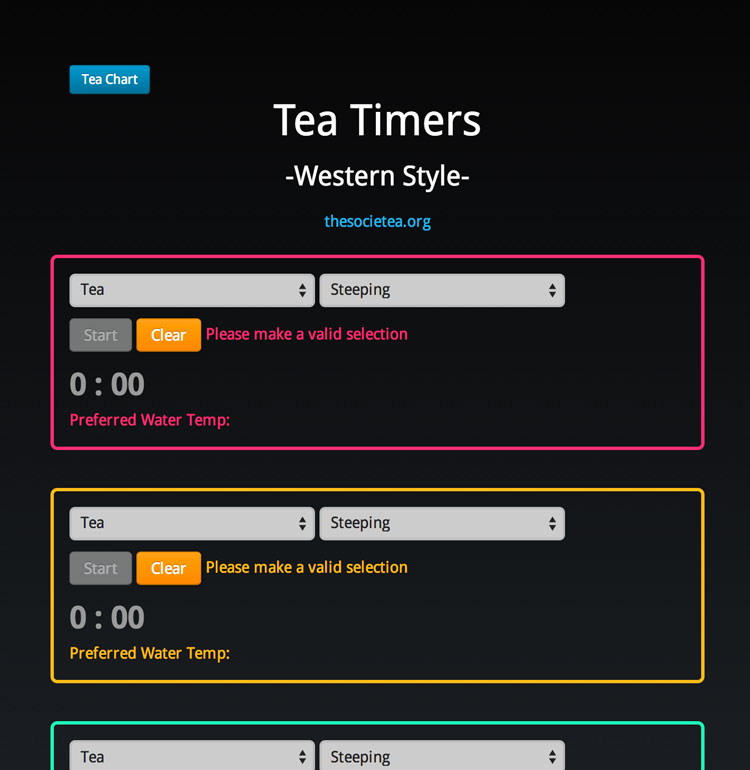 Tea Chart
Tea Timers
-Western Style-
thesocietea.org
Tea Steeping
Start Clear Please make a valid selection
0 : 00
Preferred Water Temp:
Tea Steeping
Start Clear Please make a valid selection
0 : 00
Preferred Water Temp:
Tea Steeping